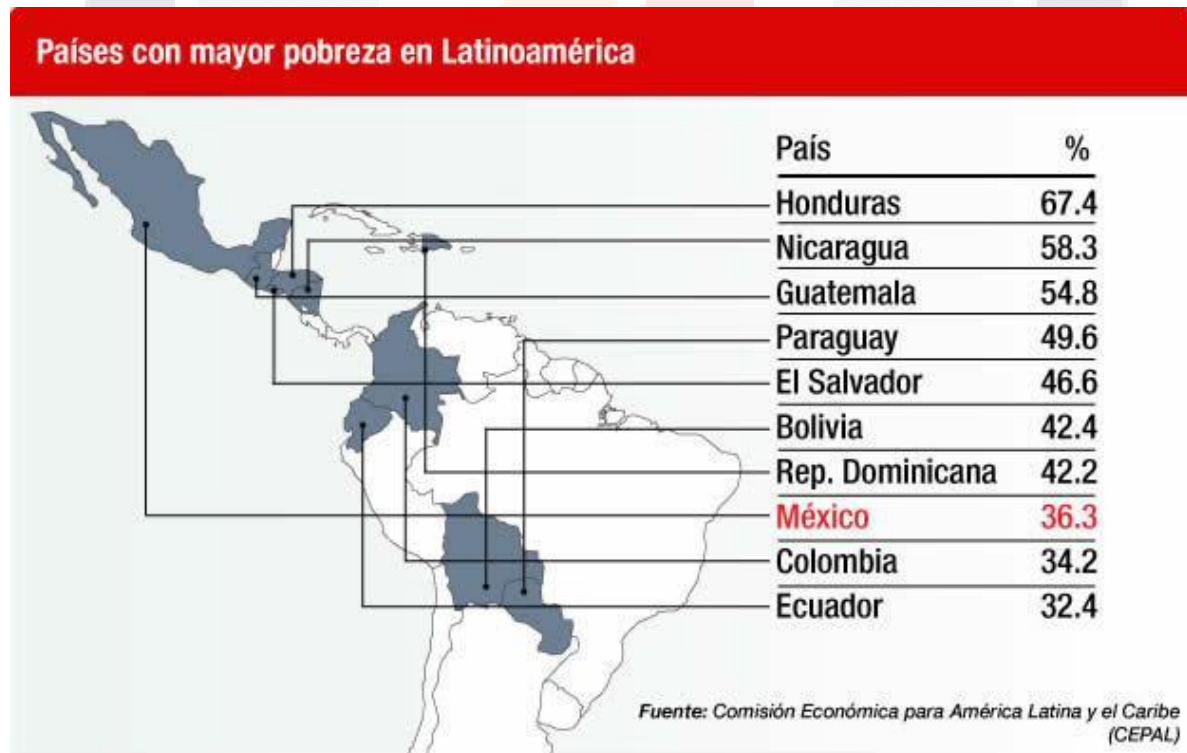 Países con mayor pobreza en Latinoamérica
País %
Honduras 67.4
Nicaragua 58.3
Guatemala 54.8
Paraguay 49.6
El Salvador 46.6
Bolivia 42.4
Rep. Dominicana 42.2
México 36.3
Colombia 34.2
Ecuador 32.4
Fuente: Comisión Económica para América Latina y el Caribe
(CEPAL)